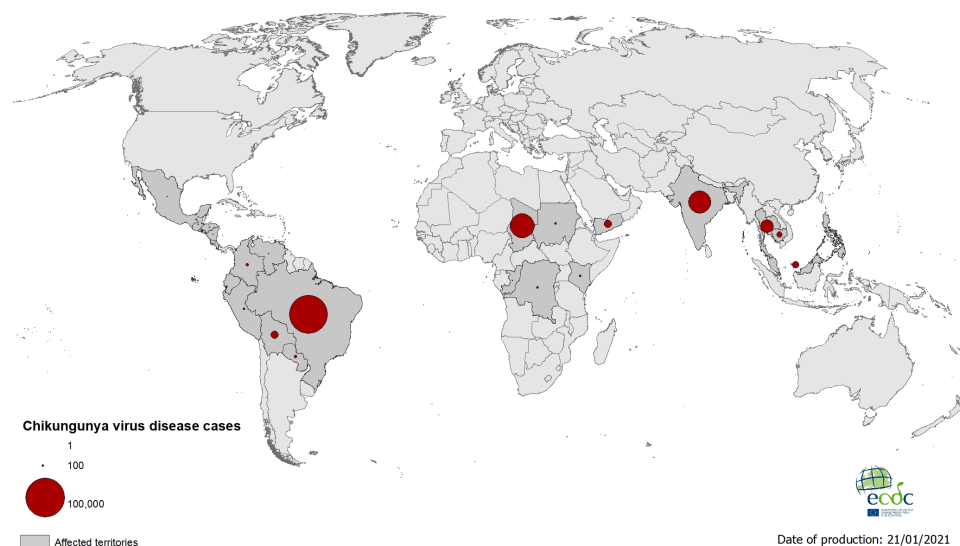 Chikungunya virus disease cases
1
100
100,000
Affected territories
ecdc
Date of production: 21/01/2021